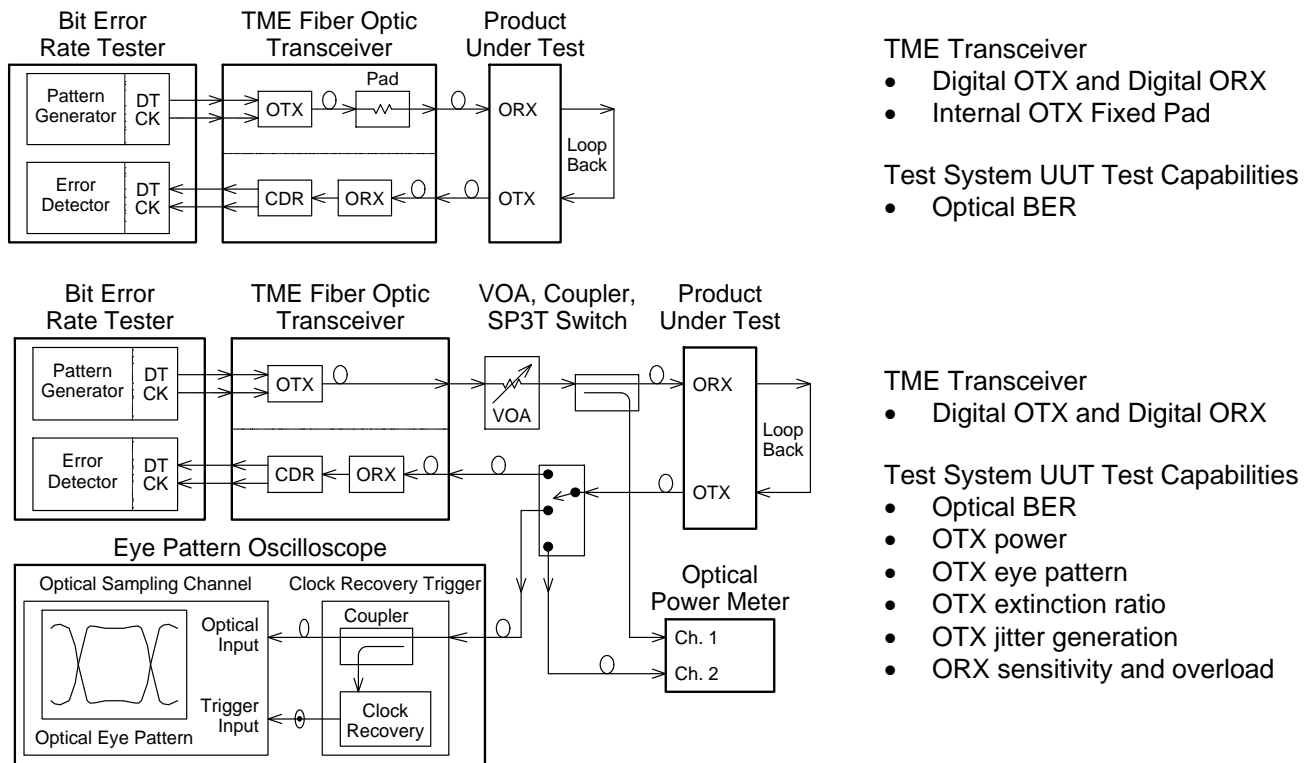 Bit Error
Rate Tester
TME Fiber Optic
Transceiver
Product
Under Test
Pattern
Generator
DT
CK
OTX
Pad
ORX
Loop
Back
Error
Detector
DT
CK
CDR
ORX
OTX
TME Transceiver
• Digital OTX and Digital ORX
• Internal OTX Fixed Pad
Test System UUT Test Capabilities
• Optical BER
Bit Error
Rate Tester
TME Fiber Optic
Transceiver
VOA, Coupler,
SP3T Switch
Product
Under Test
Pattern
Generator
DT
CK
OTX
VOA
ORX
Loop
Back
Error
Detector
DT
CK
CDR
ORX
OTX
Eye Pattern Oscilloscope
Optical Sampling Channel
Clock Recovery Trigger
Optical
Input
Coupler
Trigger
Input
Clock
Recovery
Optical Eye Pattern
Optical
Power Meter
Ch. 1
Ch. 2
TME Transceiver
• Digital OTX and Digital ORX
Test System UUT Test Capabilities
• Optical BER
• OTX power
• OTX eye pattern
• OTX extinction ratio
• OTX jitter generation
• ORX sensitivity and overload